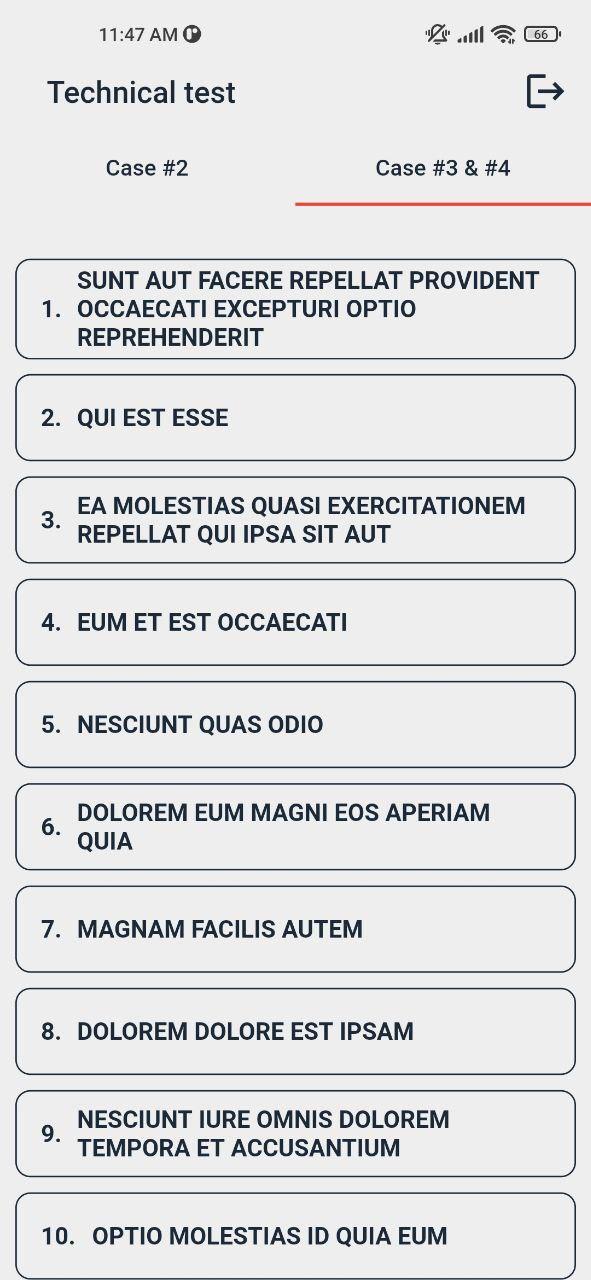 11:47 AM
66
Technical test
Case #2
Case #3 & #4
SUNT AUT FACERE REPELLAT PROVIDENT
1. OCCAECATI EXCEPTURI OPTIO
REPREHENDERIT
2. QUI EST ESSE
3. EA MOLESTIAS QUASI EXERCITATIONEM
REPELLAT QUI IPSA SIT AUT
4. EUM ET EST OCCAECATI
5. NESCIUNT QUAS ODIO
6. DOLOREM EUM MAGNI EOS APERIAM
QUIA
7. MAGNAM FACILIS AUTEM
8. DOLOREM DOLORE EST IPSAM
9. NESCIUNT IURE OMNIS DOLOREM
TEMPORA ET ACCUSANTIUM
10. OPTIO MOLESTIAS ID QUIA EUM